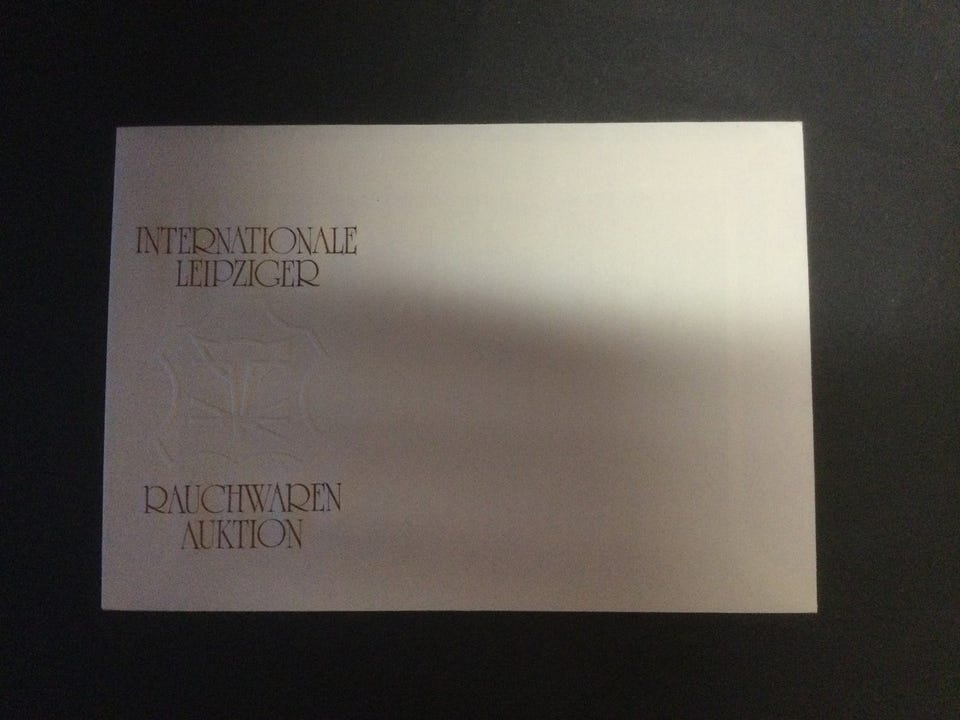 INTERNATIONALE
LEIPZIGER
RAUCHWAREN
AUKTION